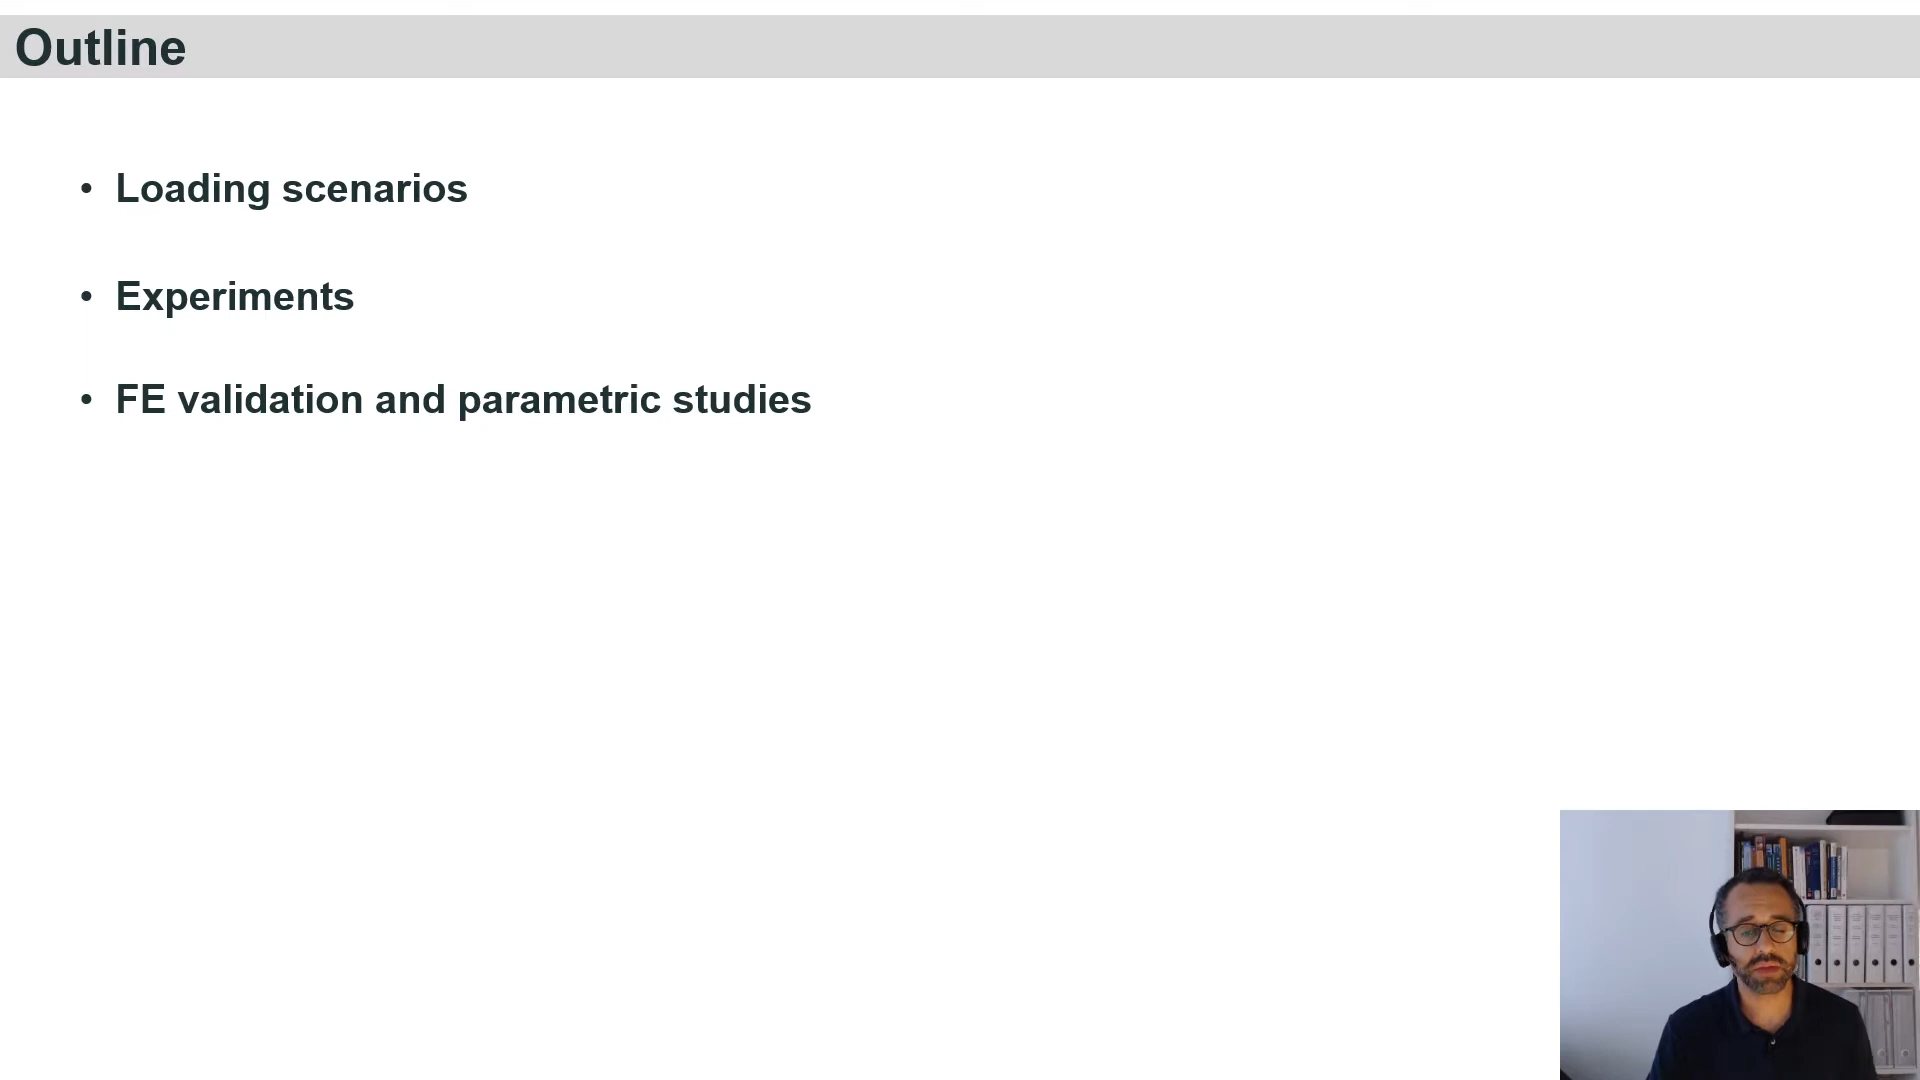 Outline
• Loading scenarios
• Experiments
• FE validation and parametric studies